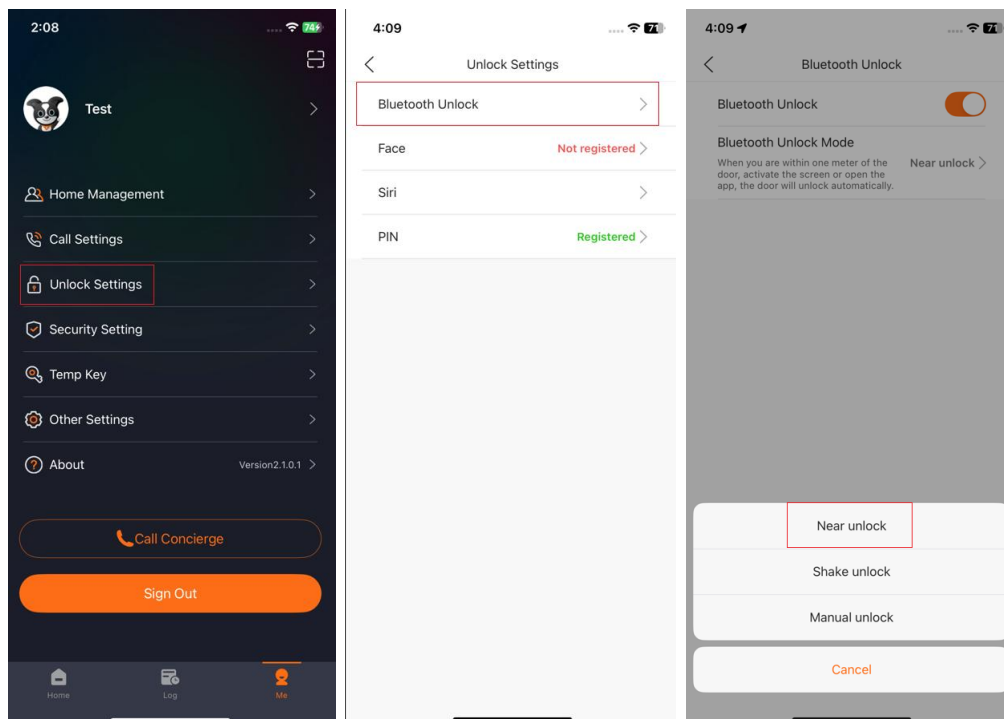 2:08
74
Test
Home Management
Call Settings
Unlock Settings
Security Setting
Temp Key
Other Settings
About
Version2.1.0.1
Call Concierge
Sign Out
Home
Log
Me
4:09
71
Unlock Settings
Bluetooth Unlock
Face
Not registered
Siri
PIN
Registered
4:09
71
Bluetooth Unlock
Bluetooth Unlock
Bluetooth Unlock Mode
When you are within one meter of the
door, activate the screen or open the
app, the door will unlock automatically.
Near unlock
Near unlock
Shake unlock
Manual unlock
Cancel